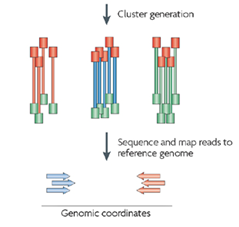 Cluster generation
Sequence and map reads to
reference genome
Genomic coordinates